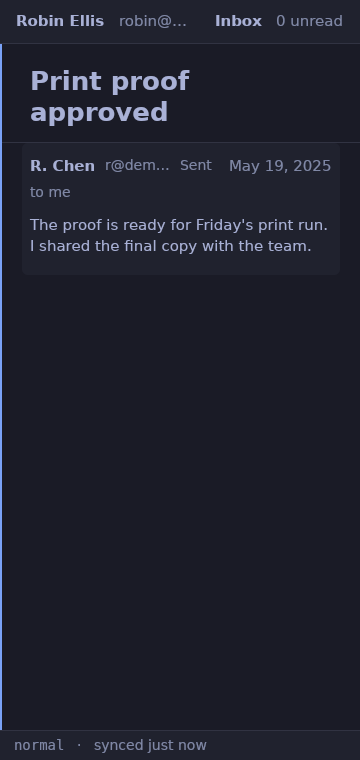 Robin Ellis robin@… Inbox 0 unread
Print proof
approved
R. Chen r@dem… Sent May 19, 2025
to me
The proof is ready for Friday's print run.
I shared the final copy with the team.
normal · synced just now